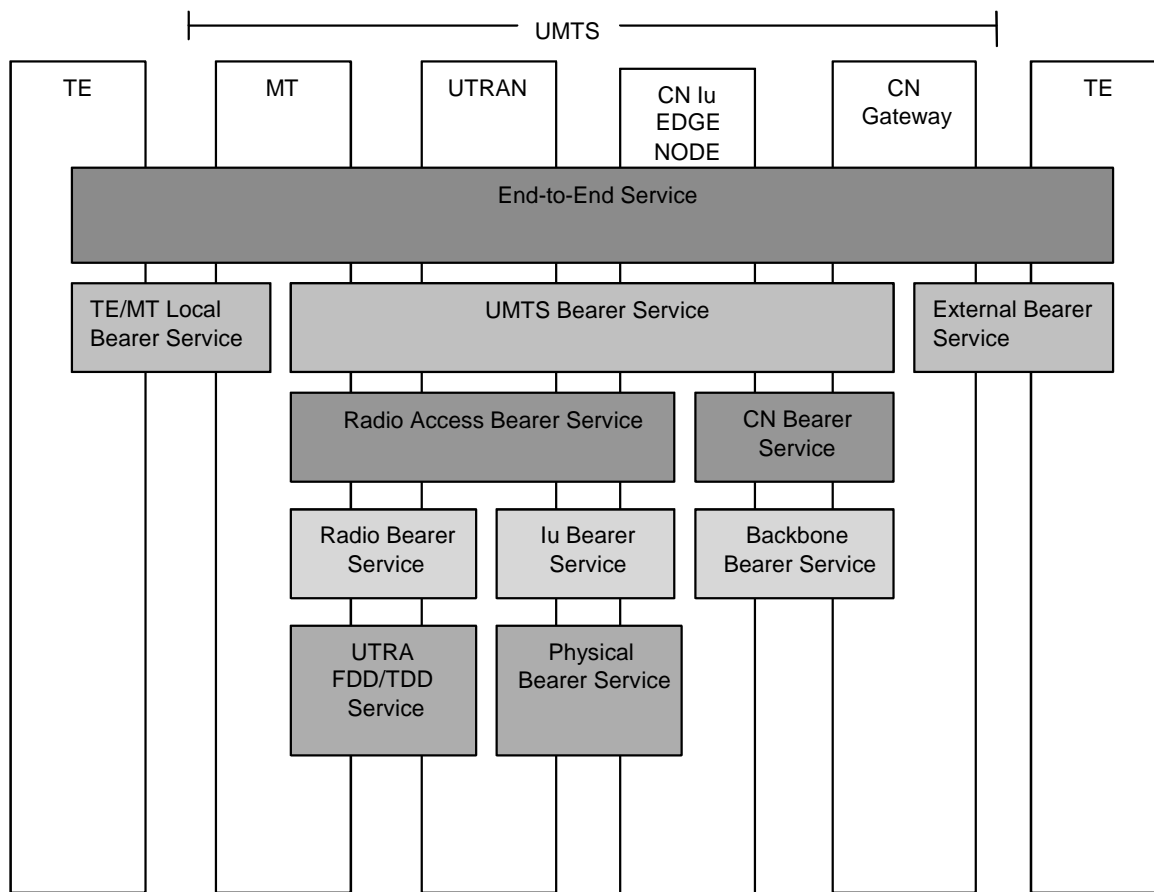 UMTS
TE
MT
UTRAN
CN Iu
EDGE
NODE
CN
Gateway
TE
End-to-End Service
TE/MT Local
Bearer Service
UMTS Bearer Service
External Bearer
Service
Radio Access Bearer Service
CN Bearer
Service
Radio Bearer
Service
Iu Bearer
Service
Backbone
Bearer Service
UTRA
FDD/TDD
Service
Physical
Bearer Service